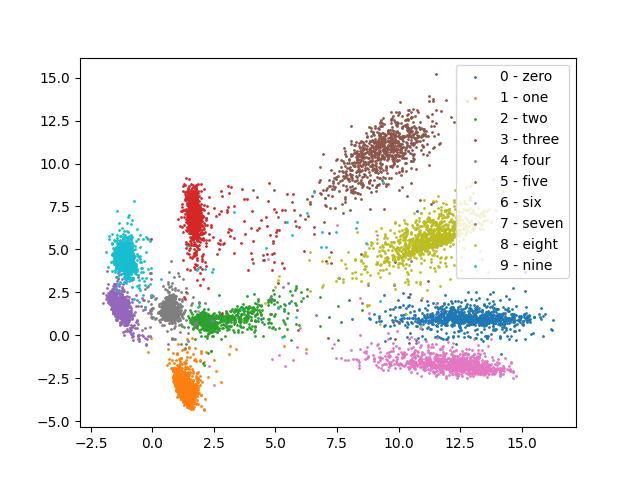 15.0
12.5
10.0
7.5
5.0
2.5
0.0
−2.5
−5.0
−2.5
0.0
2.5
5.0
7.5
10.0
12.5
15.0
0 - zero
1 - one
2 - two
3 - three
4 - four
5 - five
6 - six
7 - seven
8 - eight
9 - nine